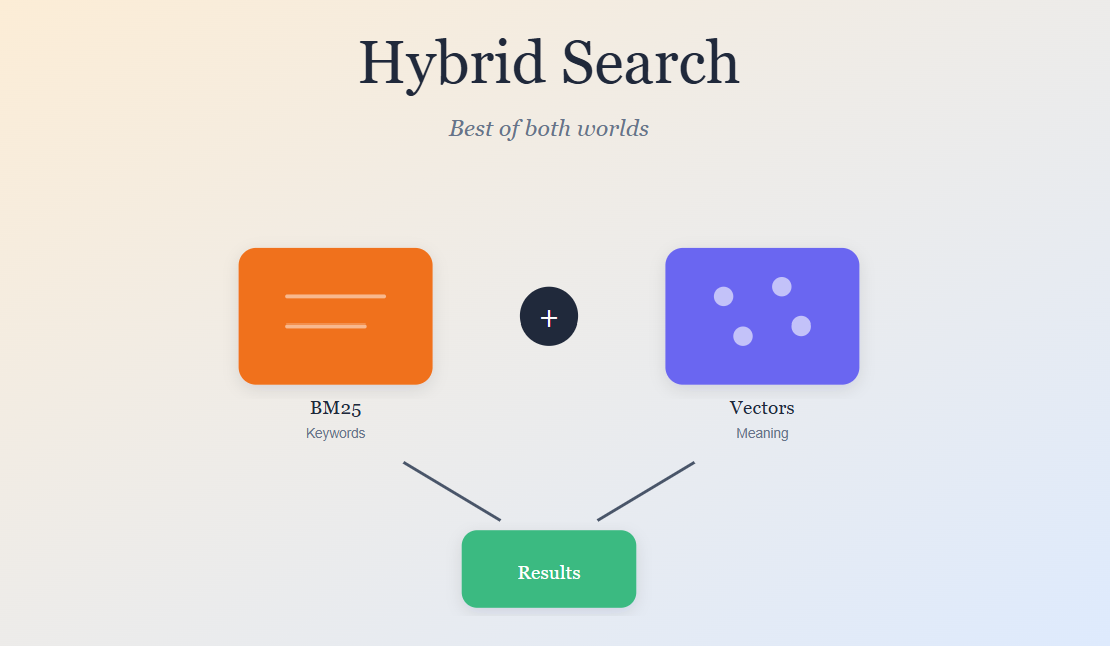 Hybrid Search
Best of both worlds
+
BM25
Keywords
Vectors
Meaning
Results